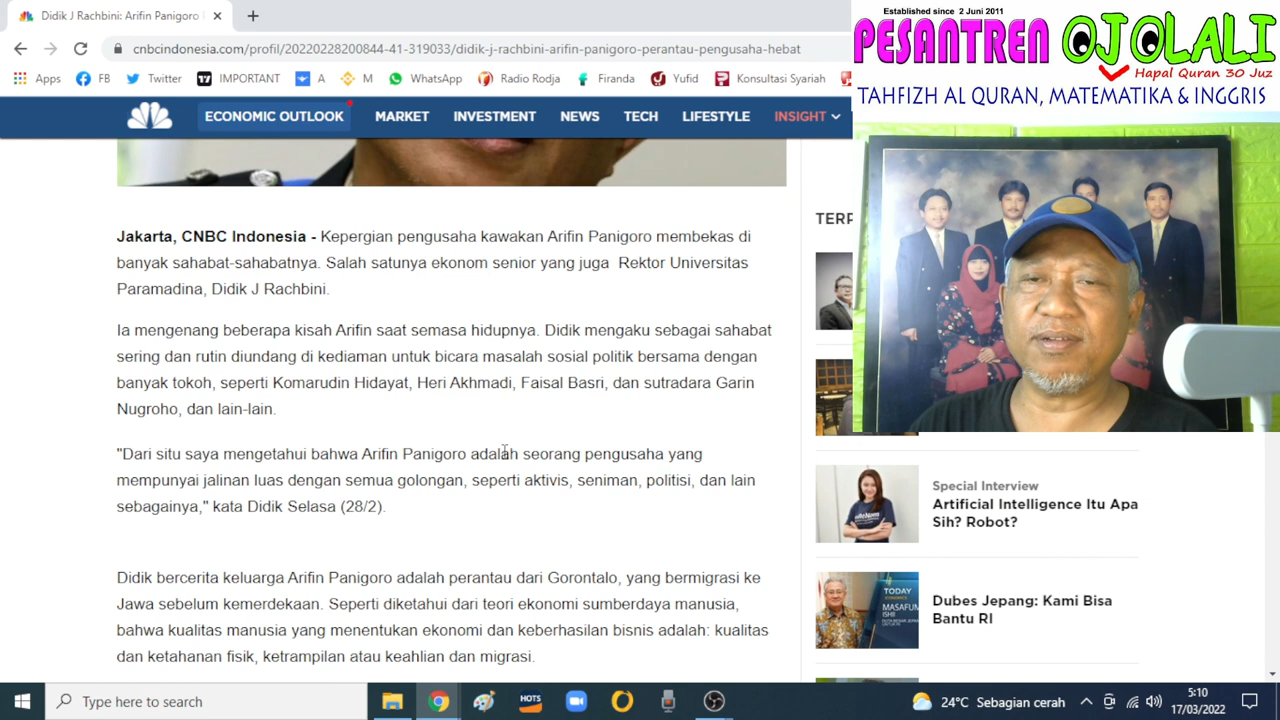 Didik J Rachbini: Arifin Panigoro
cnbcindonesia.com/profil/20220228200844-41-319033/didik-j-rachbini-arifin-panigoro-perantau-pengusaha-hebat
Apps FB Twitter IMPORTANT A M WhatsApp Radio Rodja Firanda Yufid Konsultasi Syariah
Established since 2 Juni 2011
PESANTREN OJOLALI
Hapal Quran 30 Juz
TAHFIZH AL QURAN, MATEMATIKA & INGGRIS
ECONOMIC OUTLOOK MARKET INVESTMENT NEWS TECH LIFESTYLE INSIGHT
Jakarta, CNBC Indonesia - Kepergian pengusaha kawakan Arifin Panigoro membekas di
banyak sahabat-sahabatnya. Salah satunya ekonom senior yang juga Rektor Universitas
Paramadina, Didik J Rachbini.
Ia mengenang beberapa kisah Arifin saat semasa hidupnya. Didik mengaku sebagai sahabat
sering dan rutin diundang di kediaman untuk bicara masalah sosial politik bersama dengan
banyak tokoh, seperti Komarudin Hidayat, Heri Akhmadi, Faisal Basri, dan sutradara Garin
Nugroho, dan lain-lain.
"Dari situ saya mengetahui bahwa Arifin Panigoro adalah seorang pengusaha yang
mempunyai jalinan luas dengan semua golongan, seperti aktivis, seniman, politisi, dan lain
sebagainya," kata Didik Selasa (28/2).
Didik bercerita keluarga Arifin Panigoro adalah perantau dari Gorontalo, yang bermigrasi ke
Jawa sebelum kemerdekaan. Seperti diketahui dari teori ekonomi sumberdaya manusia,
bahwa kualitas manusia yang menentukan ekonomi dan keberhasilan bisnis adalah: kualitas
dan ketahanan fisik, ketrampilan atau keahlian dan migrasi.
TERP
Special Interview
Artificial Intelligence Itu Apa
Sih? Robot?
TODAY
Dubes Jepang: Kami Bisa
Bantu RI
Type here to search
HOTS
24°C Sebagian cerah
5:10
17/03/2022